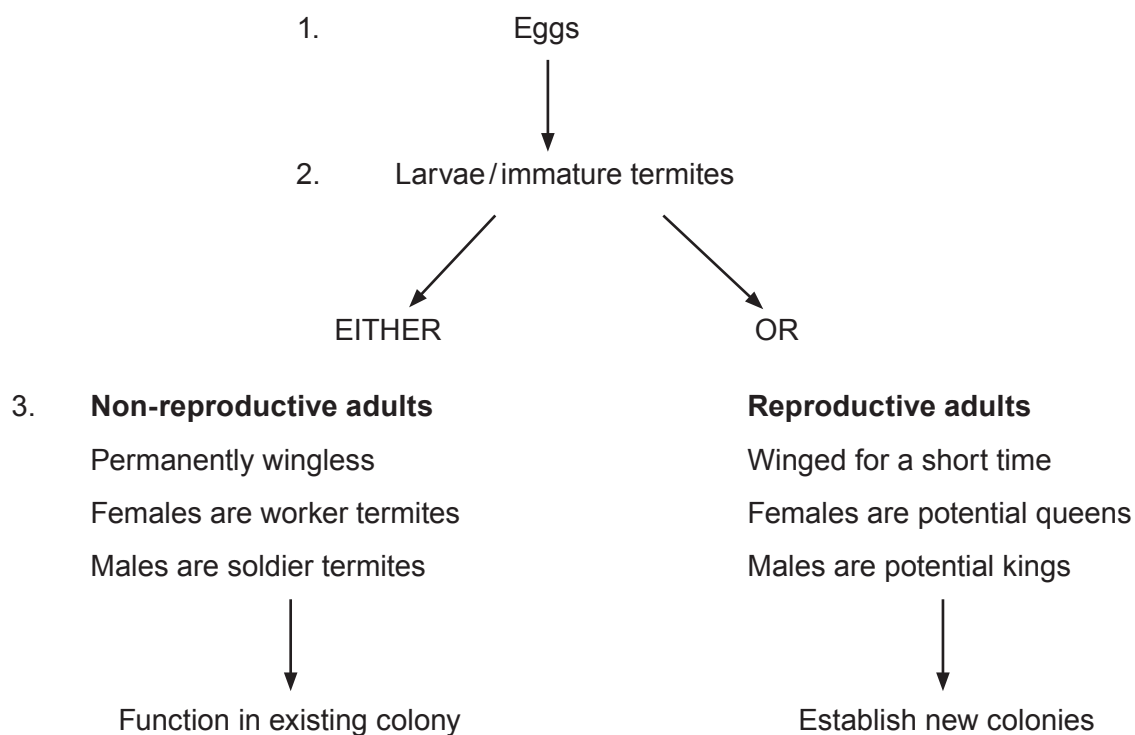 1. Eggs
2. Larvae/immature termites
EITHER OR
3. Non-reproductive adults Reproductive adults
Permanently wingless Winged for a short time
Females are worker termites Females are potential queens
Males are soldier termites Males are potential kings
Function in existing colony Establish new colonies